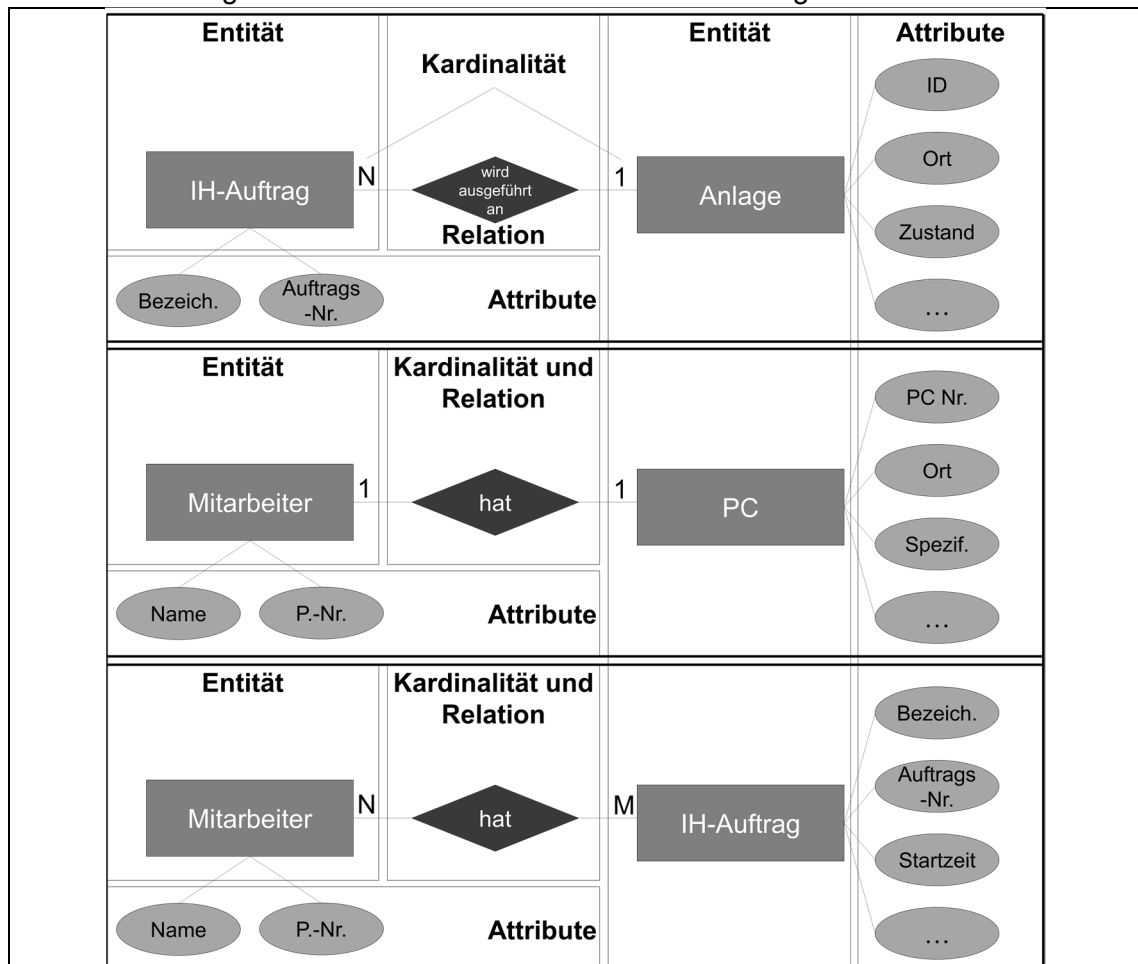 Entität
Entität
Attribute
Kardinalität
ID
Ort
IH-Auftrag
N
wird
ausgeführt
an
1
Anlage
Zustand
Relation
Bezeich.
Auftrags
-Nr.
Attribute
...
Entität
Kardinalität und
Relation
PC Nr.
Ort
Mitarbeiter
1
hat
1
PC
Spezif.
Name
P.-Nr.
Attribute
...
Entität
Kardinalität und
Relation
Bezeich.
Auftrags
-Nr.
Mitarbeiter
N
hat
M
IH-Auftrag
Startzeit
Name
P.-Nr.
Attribute
...